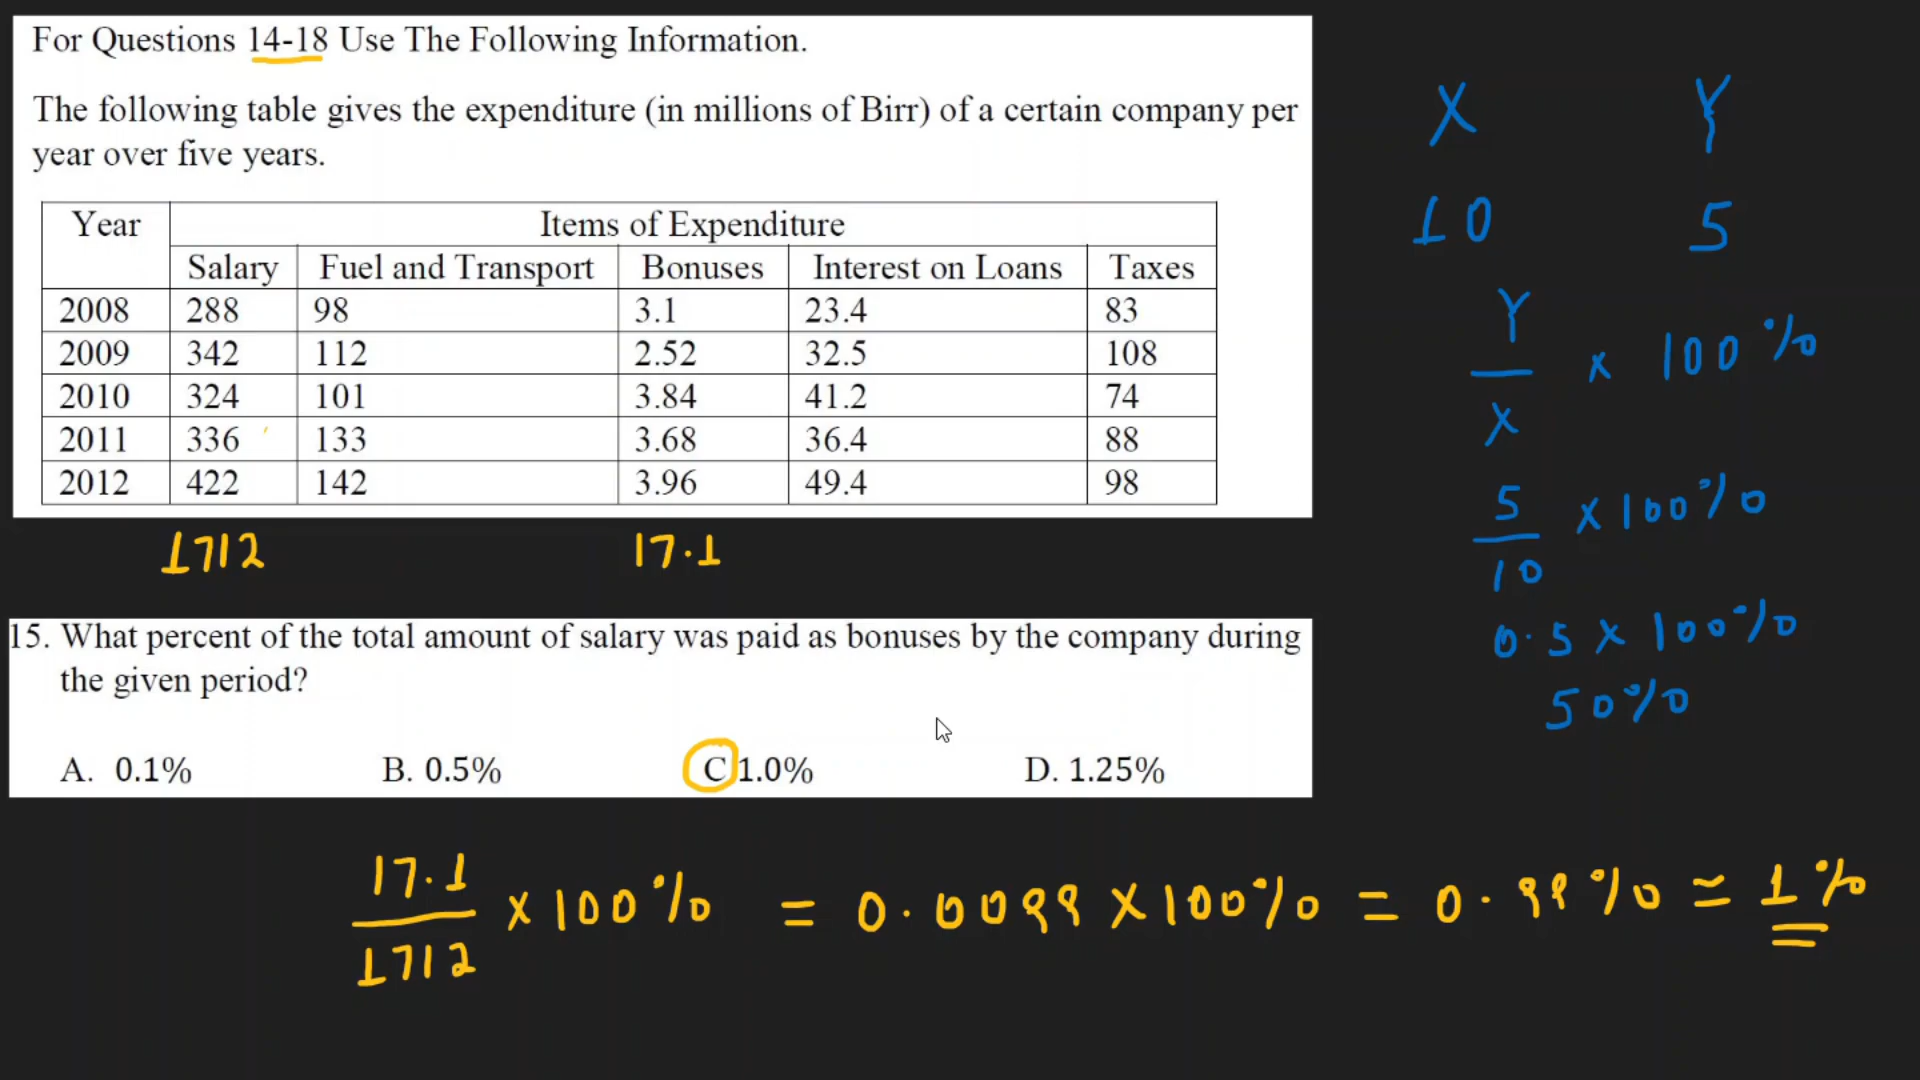 For Questions 14-18 Use The Following Information.
The following table gives the expenditure (in millions of Birr) of a certain company per
year over five years.
Year Items of Expenditure
Salary Fuel and Transport Bonuses Interest on Loans Taxes
2008 288 98 3.1 23.4 83
2009 342 112 2.52 32.5 108
2010 324 101 3.84 41.2 74
2011 336 133 3.68 36.4 88
2012 422 142 3.96 49.4 98
1712 17.1
15. What percent of the total amount of salary was paid as bonuses by the company during
the given period?
A. 0.1% B. 0.5% C 1.0% D. 1.25%
17.1
1712
× 100% = 0.0099 × 100% = 0.99% = 1%
X Y
10 5
Y
X
× 100%
5
10
× 100%
0.5 × 100%
50%